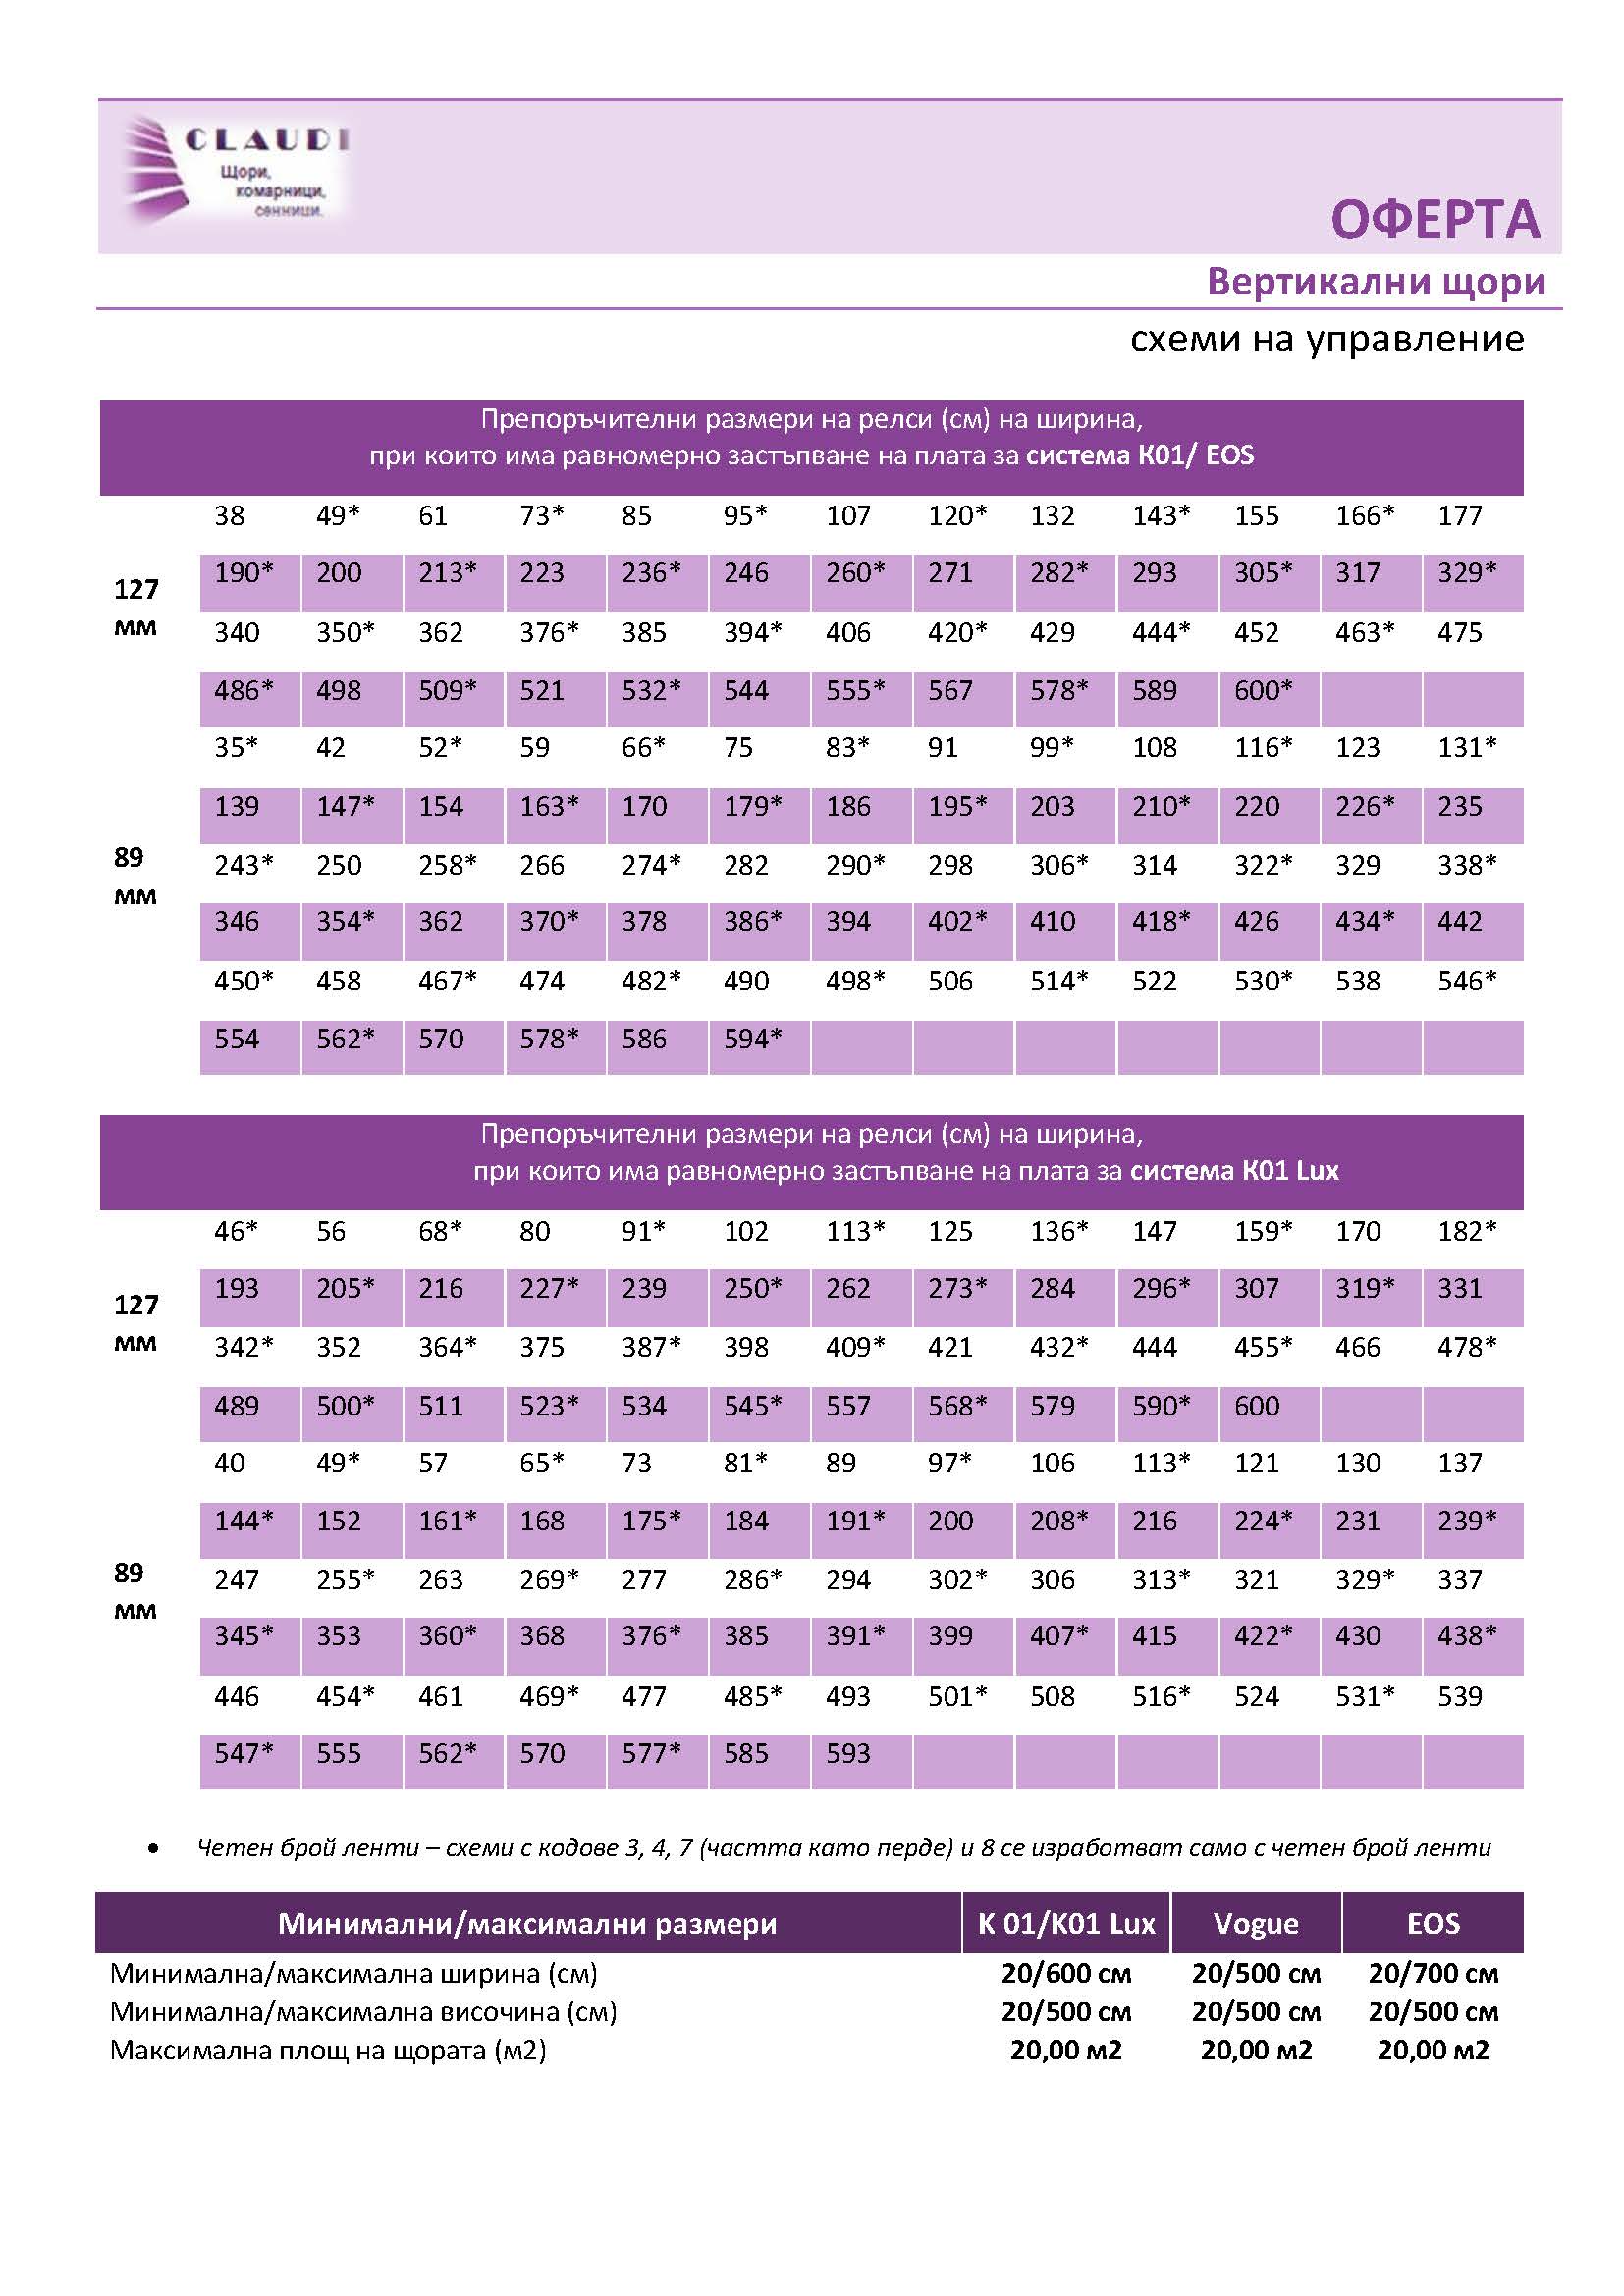 CLAUDI
Щори,
комарници,
сенници.
ОФЕРТА
Вертикални щори
схеми на управление
Препоръчителни размери на релси (см) на ширина,
при които има равномерно застъпване на плата за система К01/ EOS
38 49* 61 73* 85 95* 107 120* 132 143* 155 166* 177
127
мм
190* 200 213* 223 236* 246 260* 271 282* 293 305* 317 329*
340 350* 362 376* 385 394* 406 420* 429 444* 452 463* 475
486* 498 509* 521 532* 544 555* 567 578* 589 600*
35* 42 52* 59 66* 75 83* 91 99* 108 116* 123 131*
139 147* 154 163* 170 179* 186 195* 203 210* 220 226* 235
89
мм
243* 250 258* 266 274* 282 290* 298 306* 314 322* 329 338*
346 354* 362 370* 378 386* 394 402* 410 418* 426 434* 442
450* 458 467* 474 482* 490 498* 506 514* 522 530* 538 546*
554 562* 570 578* 586 594*
Препоръчителни размери на релси (см) на ширина,
при които има равномерно застъпване на плата за система К01 Lux
46* 56 68* 80 91* 102 113* 125 136* 147 159* 170 182*
127
мм
193 205* 216 227* 239 250* 262 273* 284 296* 307 319* 331
342* 352 364* 375 387* 398 409* 421 432* 444 455* 466 478*
489 500* 511 523* 534 545* 557 568* 579 590* 600
40 49* 57 65* 73 81* 89 97* 106 113* 121 130 137
144* 152 161* 168 175* 184 191* 200 208* 216 224* 231 239*
89
мм
247 255* 263 269* 277 286* 294 302* 306 313* 321 329* 337
345* 353 360* 368 376* 385 391* 399 407* 415 422* 430 438*
446 454* 461 469* 477 485* 493 501* 508 516* 524 531* 539
547* 555 562* 570 577* 585 593
• Четен брой ленти – схеми с кодове 3, 4, 7 (частта като перде) и 8 се изработват само с четен брой ленти
Минимални/максимални размери K 01/K01 Lux Vogue EOS
Минимална/максимална ширина (см) 20/600 см 20/500 см 20/700 см
Минимална/максимална височина (см) 20/500 см 20/500 см 20/500 см
Максимална площ на щората (м2) 20,00 м2 20,00 м2 20,00 м2